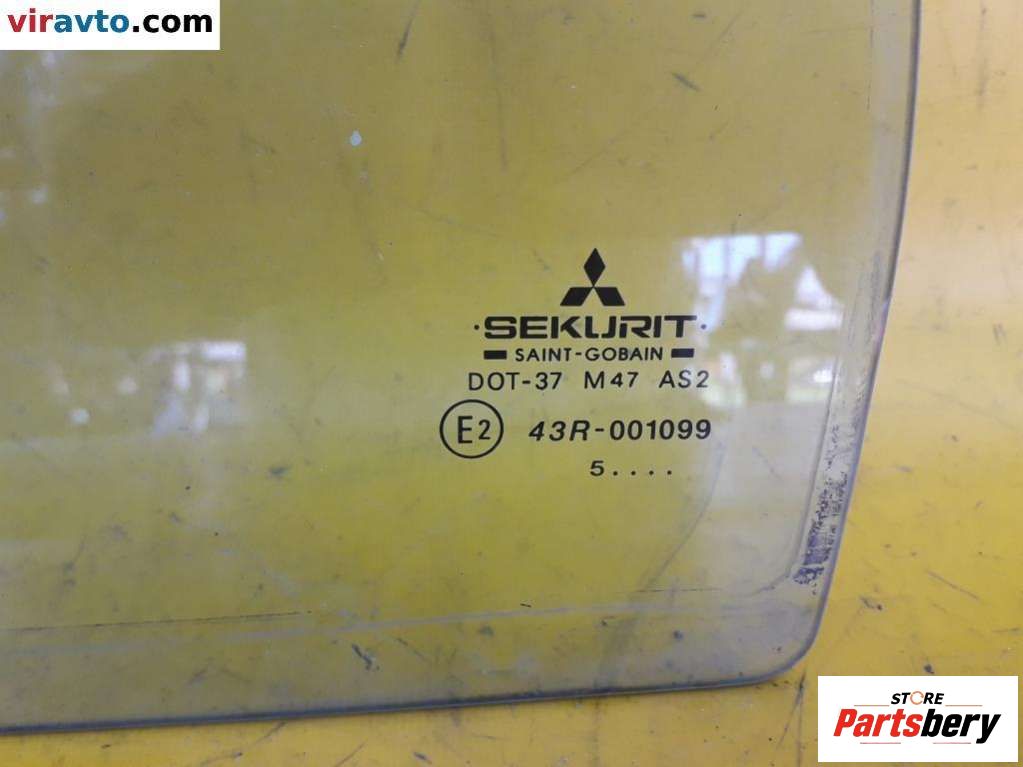 viravto.com
·SEKURIT·
SAINT-GOBAIN
DOT-37 M47 AS2
E2 43R-001099
5....
STORE
Partsbery